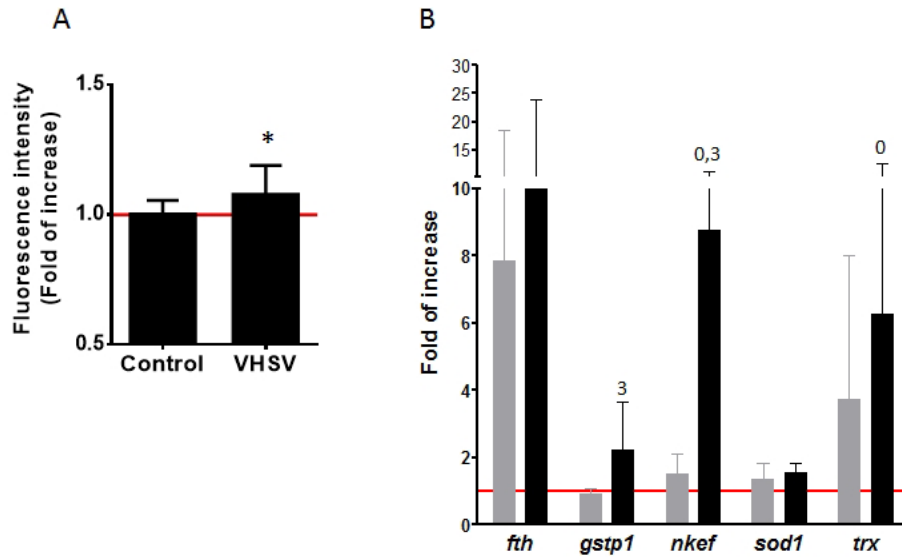 A
Fluorescence intensity
(Fold of increase)
1.5
1.0
0.5
*
Control VHSV
B
Fold of increase
30
25
20
15
10
8
6
4
2
0
3
0,3
0
fth gstp1 nkef sod1 trx